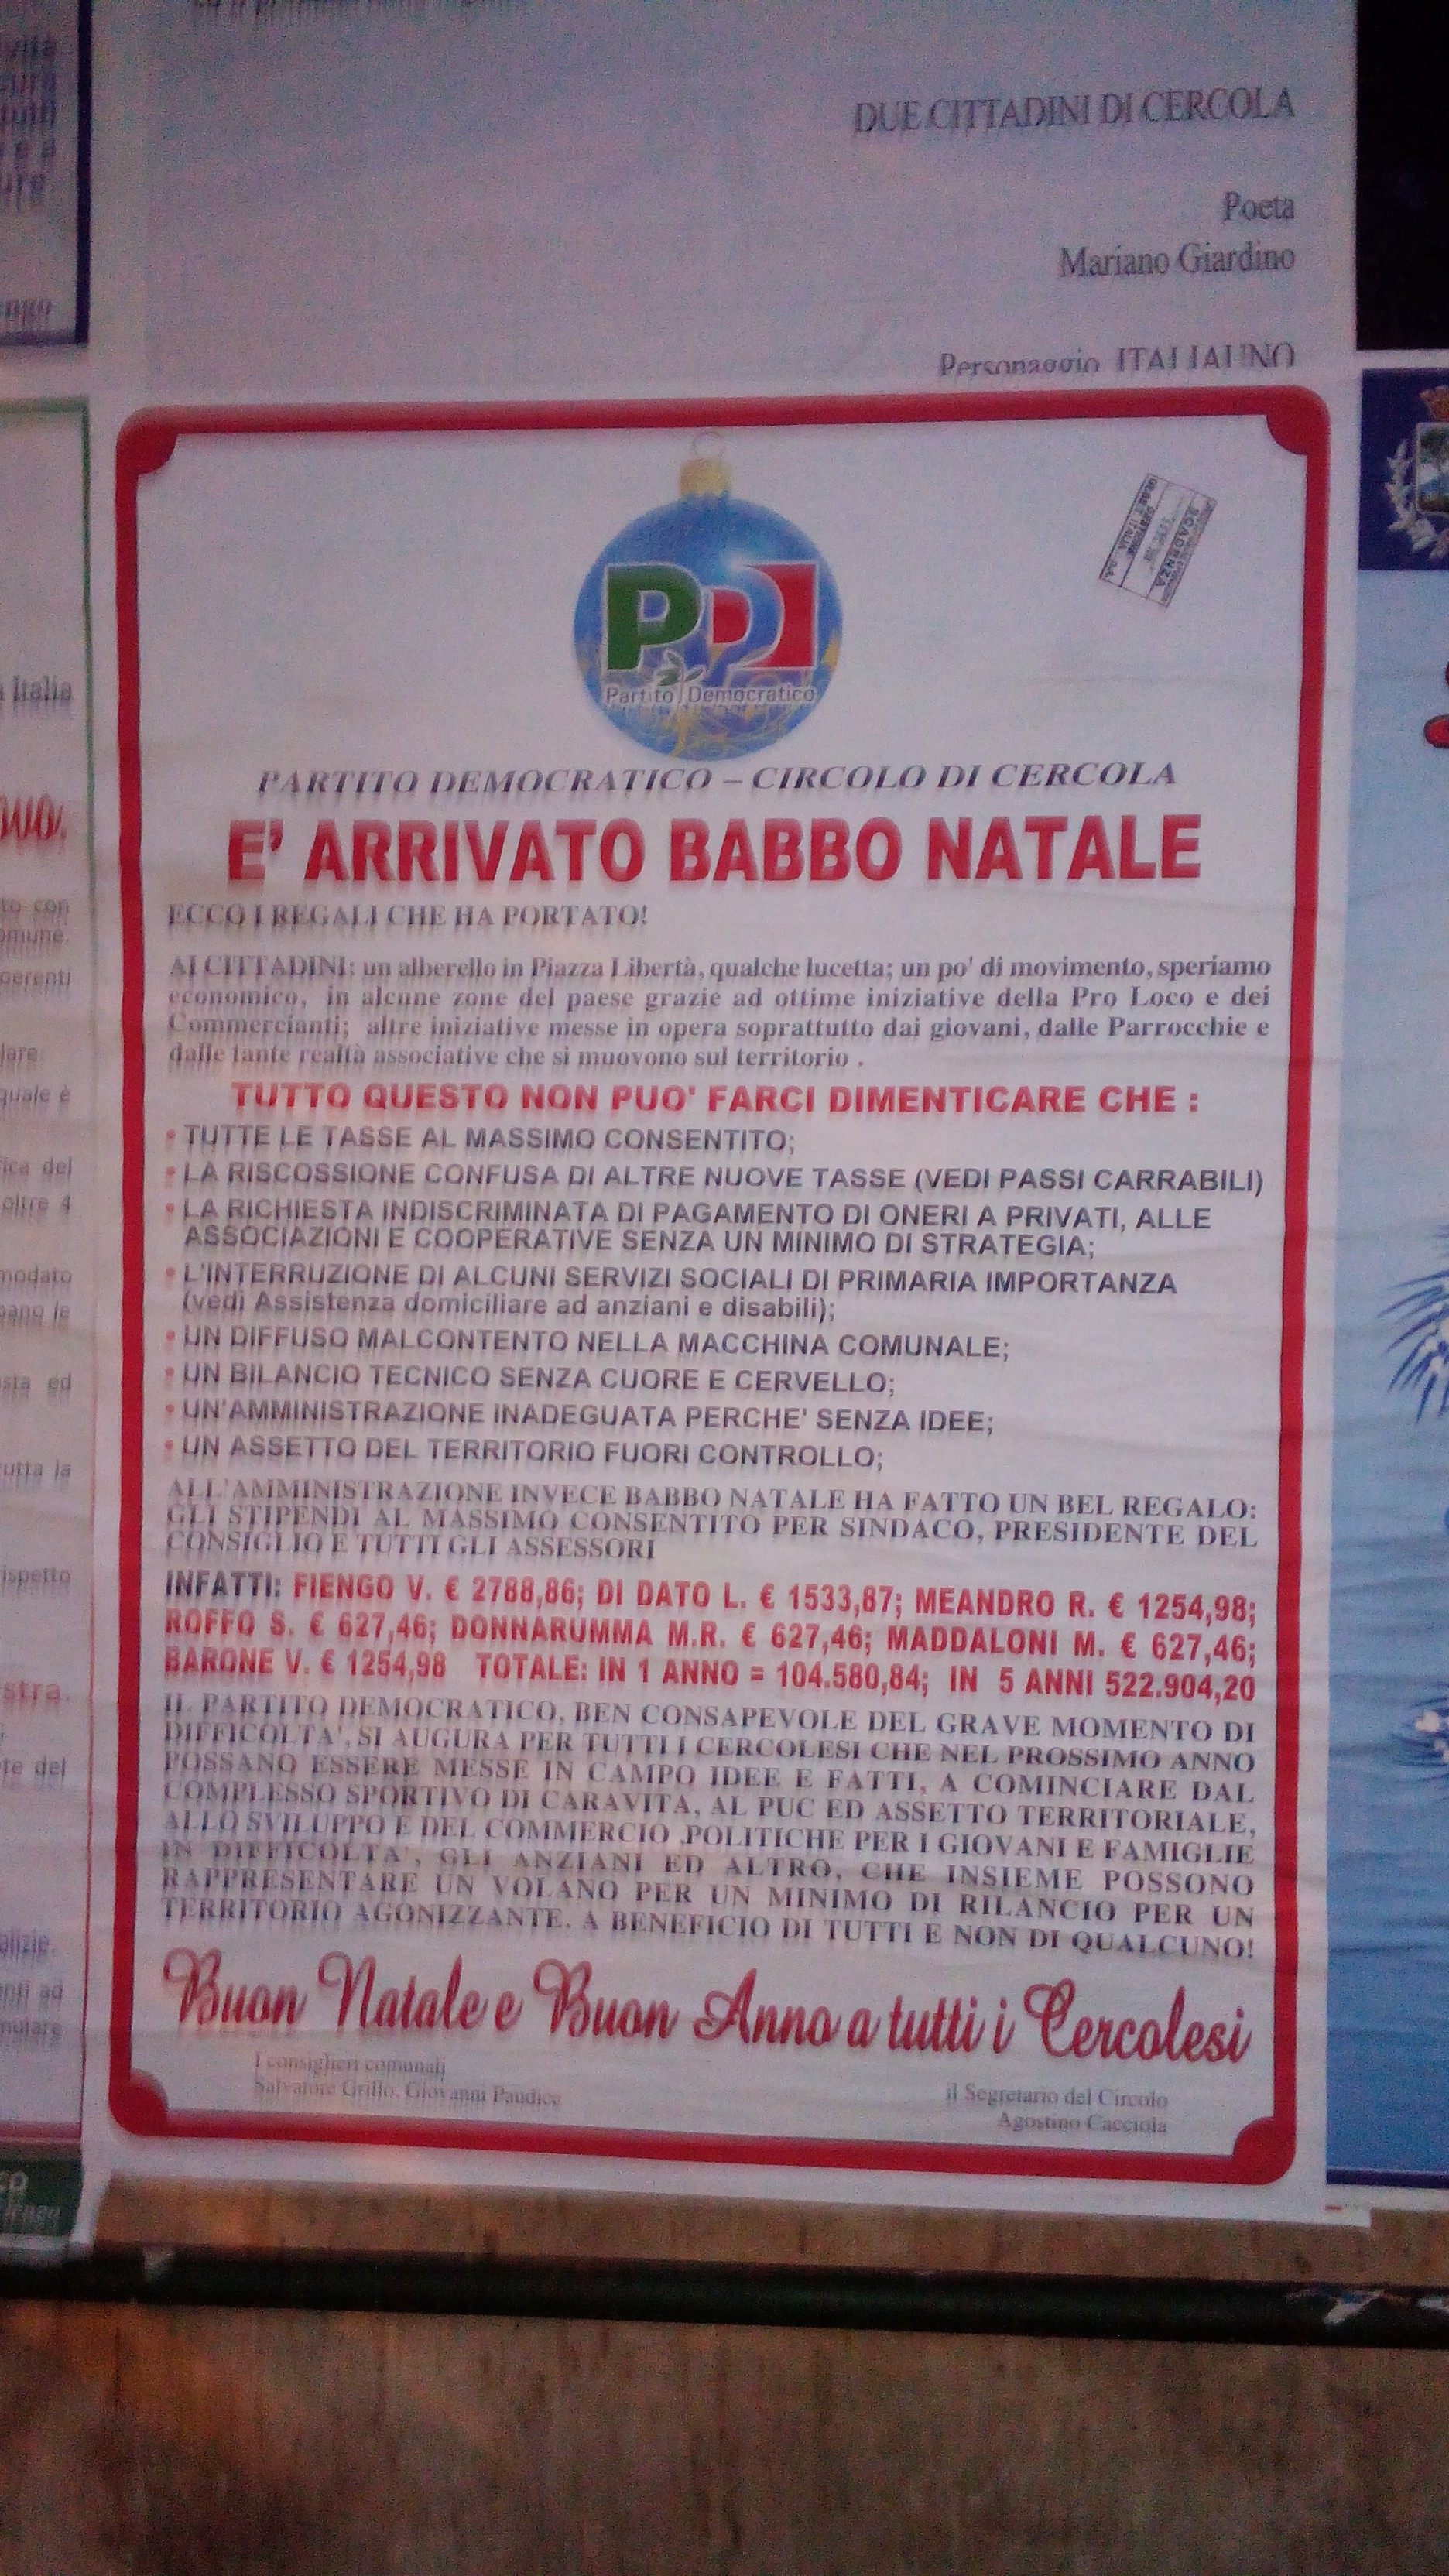 DUE CITTADINI DI CERCOLA
Poeta
Mariano Giardino
Personaggio ITALIAUNO
PD
Partito Democratico
SCADENZA
PARTITO DEMOCRATICO – CIRCOLO DI CERCOLA
E' ARRIVATO BABBO NATALE
ECCO I REGALI CHE HA PORTATO!
AI CITTADINI: un alberello in Piazza Libertà, qualche lucetta; un po' di movimento, speriamo
economico, in alcune zone del paese grazie ad ottime iniziative della Pro Loco e dei
Commercianti; altre iniziative messe in opera soprattutto dai giovani, dalle Parrocchie e
dalle tante realtà associative che si muovono sul territorio .
TUTTO QUESTO NON PUO' FARCI DIMENTICARE CHE :
• TUTTE LE TASSE AL MASSIMO CONSENTITO;
• LA RISCOSSIONE CONFUSA DI ALTRE NUOVE TASSE (VEDI PASSI CARRABILI)
• LA RICHIESTA INDISCRIMINATA DI PAGAMENTO DI ONERI A PRIVATI, ALLE
ASSOCIAZIONI E COOPERATIVE SENZA UN MINIMO DI STRATEGIA;
• L'INTERRUZIONE DI ALCUNI SERVIZI SOCIALI DI PRIMARIA IMPORTANZA
(vedi Assistenza domiciliare ad anziani e disabili);
• UN DIFFUSO MALCONTENTO NELLA MACCHINA COMUNALE;
• UN BILANCIO TECNICO SENZA CUORE E CERVELLO;
• UN'AMMINISTRAZIONE INADEGUATA PERCHE' SENZA IDEE;
• UN ASSETTO DEL TERRITORIO FUORI CONTROLLO;
ALL'AMMINISTRAZIONE INVECE BABBO NATALE HA FATTO UN BEL REGALO:
GLI STIPENDI AL MASSIMO CONSENTITO PER SINDACO, PRESIDENTE DEL
CONSIGLIO E TUTTI GLI ASSESSORI
INFATTI: FIENGO V. € 2788,86; DI DATO L. € 1533,87; MEANDRO R. € 1254,98;
ROFFO S. € 627,46; DONNARUMMA M.R. € 627,46; MADDALONI M. € 627,46;
BARONE V. € 1254,98 TOTALE: IN 1 ANNO = 104.580,84; IN 5 ANNI 522.904,20
IL PARTITO DEMOCRATICO, BEN CONSAPEVOLE DEL GRAVE MOMENTO DI
DIFFICOLTA', SI AUGURA PER TUTTI I CERCOLESI CHE NEL PROSSIMO ANNO
POSSANO ESSERE MESSE IN CAMPO IDEE E FATTI, A COMINCIARE DAL
COMPLESSO SPORTIVO DI CARAVITA, AL PUC ED ASSETTO TERRITORIALE,
ALLO SVILUPPO E DEL COMMERCIO ,POLITICHE PER I GIOVANI E FAMIGLIE
IN DIFFICOLTA', GLI ANZIANI ED ALTRO, CHE INSIEME POSSONO
RAPPRESENTARE UN VOLANO PER UN MINIMO DI RILANCIO PER UN
TERRITORIO AGONIZZANTE. A BENEFICIO DI TUTTI E NON DI QUALCUNO!
Buon Natale e Buon Anno a tutti i Cercolesi
I consiglieri comunali
Salvatore Grillo, Giovanni Paudice
il Segretario del Circolo
Agostino Cacciola